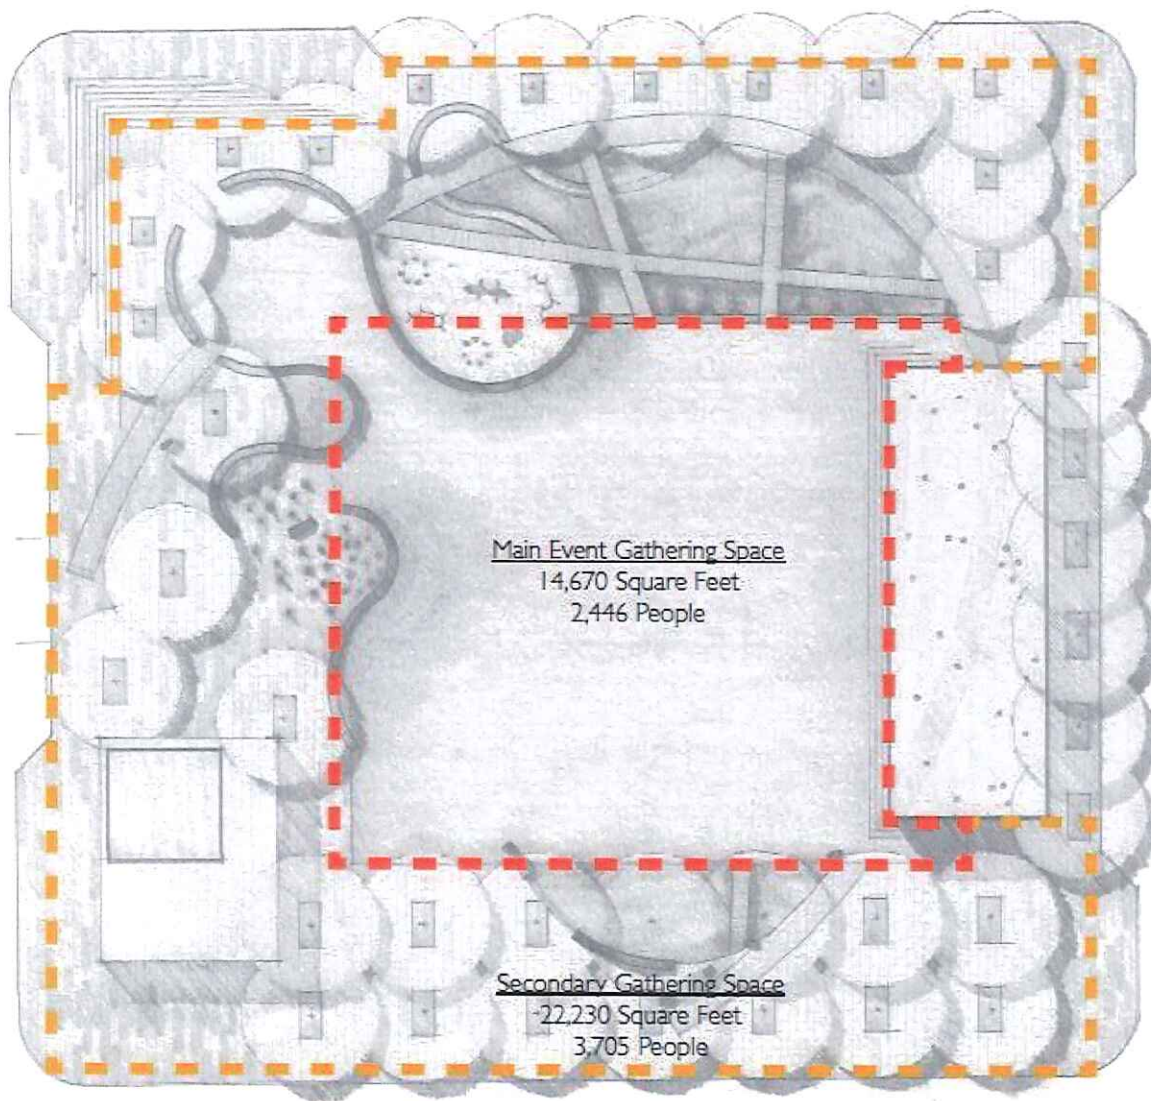 Main Event Gathering Space
14,670 Square Feet
2,446 People
Secondary Gathering Space
22,230 Square Feet
3,705 People